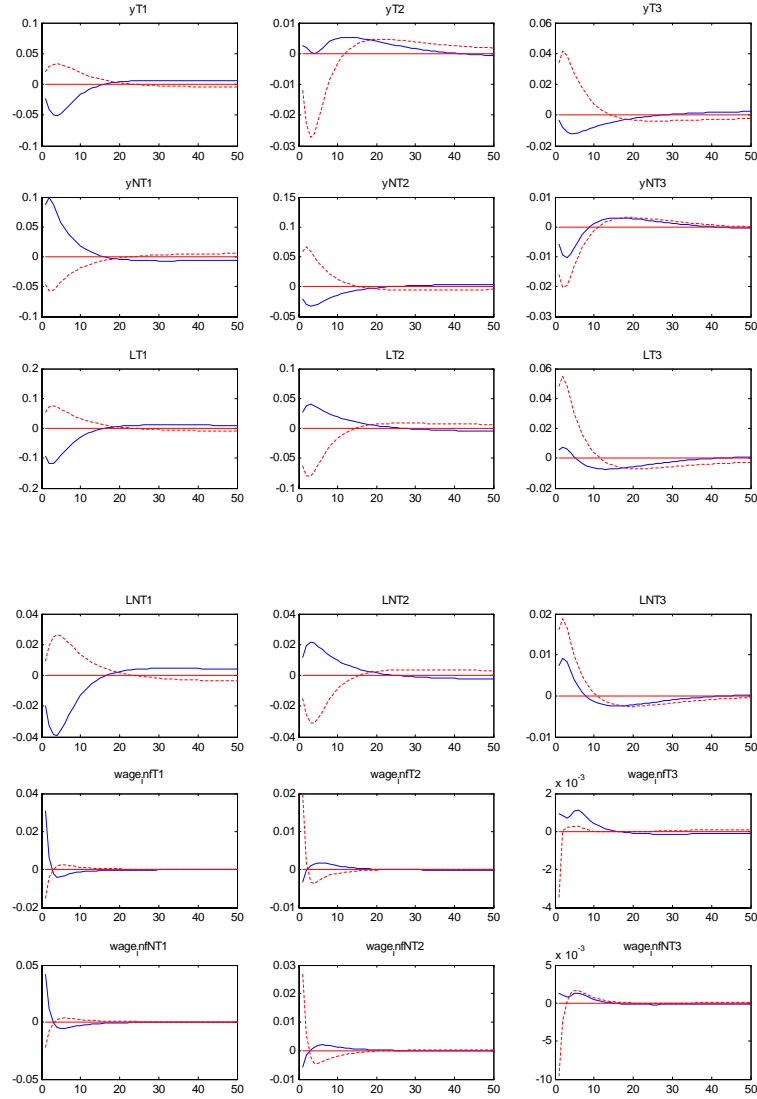 yT1
0.1
0.05
0
-0.05
-0.1
0 10 20 30 40 50
yT2
0.01
0
-0.01
-0.02
-0.03
0 10 20 30 40 50
yT3
0.06
0.04
0.02
0
-0.02
0 10 20 30 40 50
yNT1
0.1
0.05
0
-0.05
-0.1
0 10 20 30 40 50
yNT2
0.15
0.1
0.05
0
-0.05
0 10 20 30 40 50
yNT3
0.01
0
-0.01
-0.02
-0.03
0 10 20 30 40 50
LT1
0.2
0.1
0
-0.1
-0.2
0 10 20 30 40 50
LT2
0.1
0.05
0
-0.05
-0.1
0 10 20 30 40 50
LT3
0.06
0.04
0.02
0
-0.02
0 10 20 30 40 50
LNT1
0.04
0.02
0
-0.02
-0.04
0 10 20 30 40 50
LNT2
0.04
0.02
0
-0.02
-0.04
0 10 20 30 40 50
LNT3
0.02
0.01
0
-0.01
0 10 20 30 40 50
wageᵢnfT1
0.04
0.02
0
-0.02
0 10 20 30 40 50
wageᵢnfT2
0.02
0.01
0
-0.01
0 10 20 30 40 50
x 10⁻³ wageᵢnfT3
2
0
-2
-4
0 10 20 30 40 50
wageᵢnfNT1
0.05
0
-0.05
0 10 20 30 40 50
wageᵢnfNT2
0.03
0.02
0.01
0
-0.01
0 10 20 30 40 50
x 10⁻³ wageᵢnfNT3
5
0
-5
-10
0 10 20 30 40 50